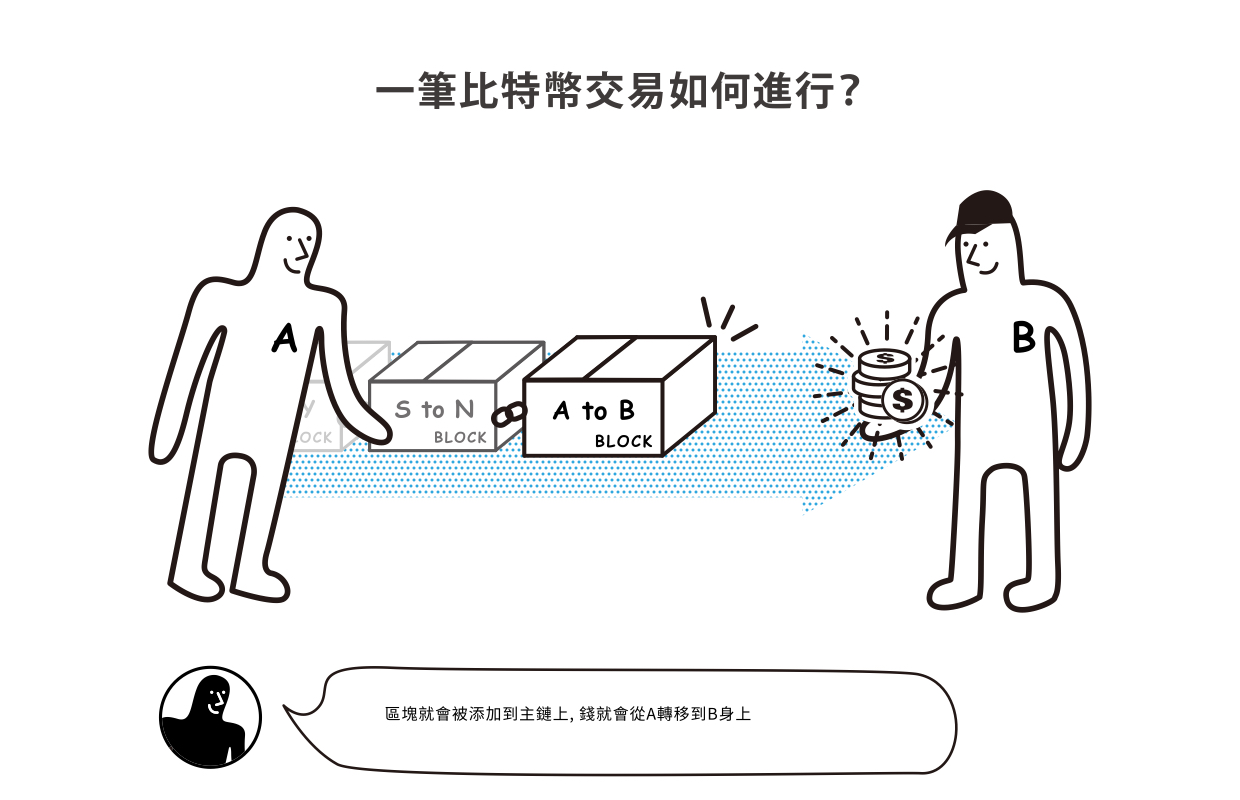 一筆比特幣交易如何進行？
A
B
Y
BLOCK
S to N
BLOCK
A to B
BLOCK
$
$
區塊就會被添加到主鏈上, 錢就會從A轉移到B身上